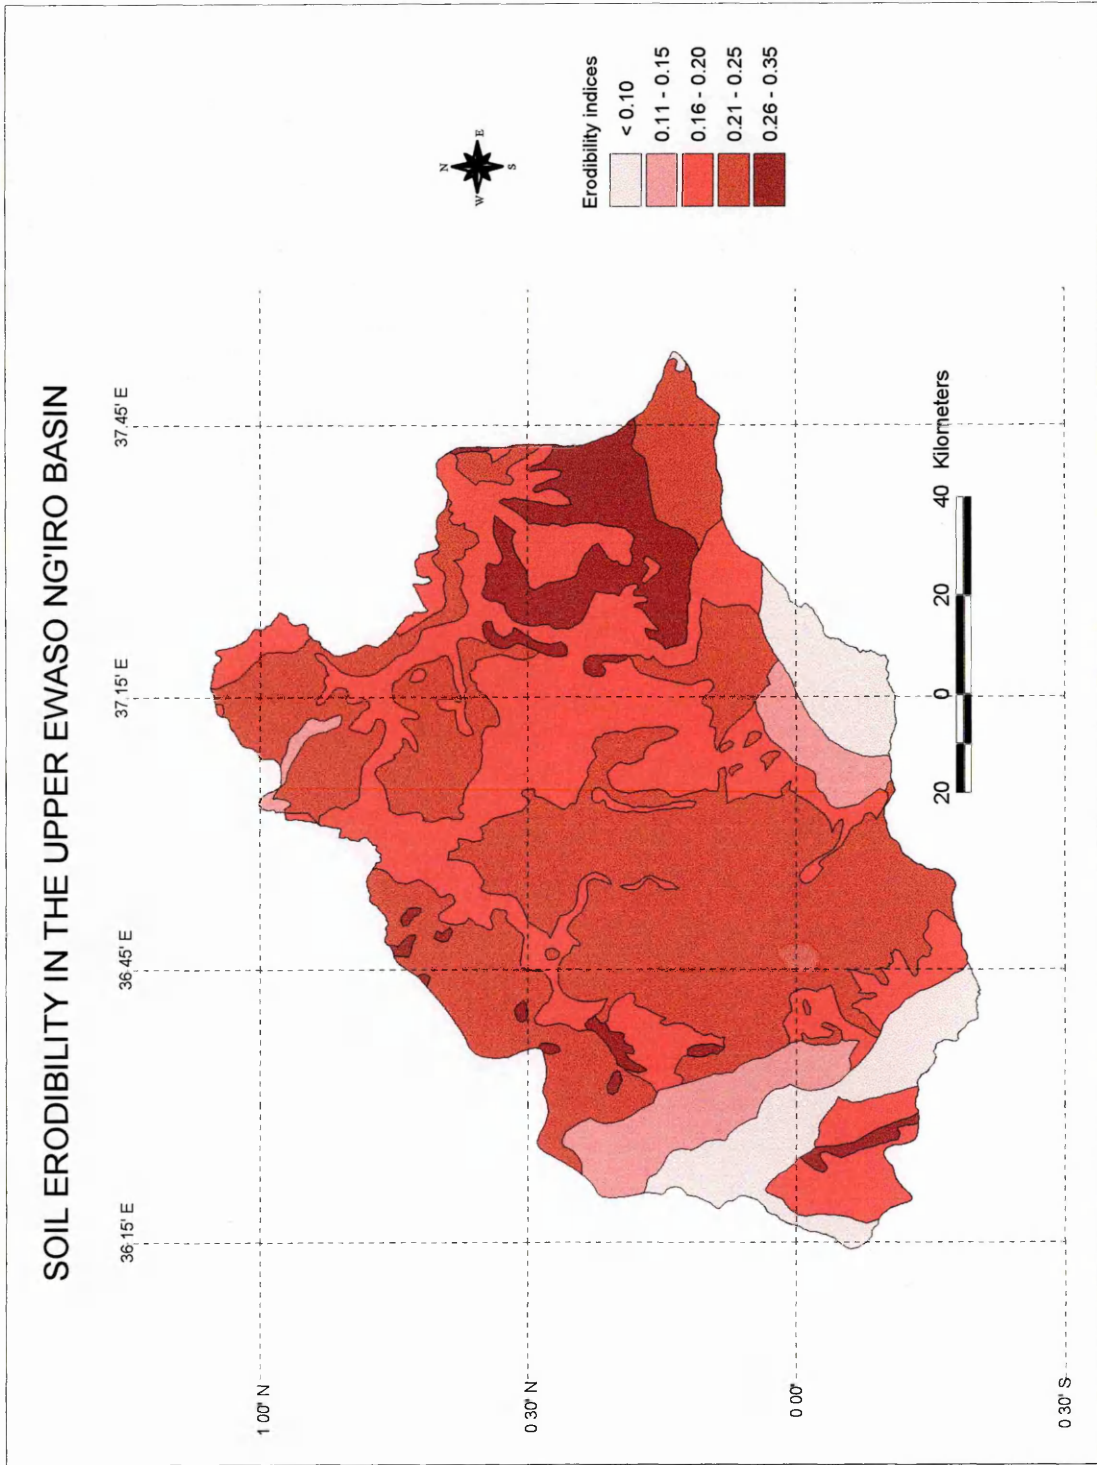 SOIL ERODIBILITY IN THE UPPER EWASO NG'IRO BASIN
36 15' E
36 45' E
37 15' E
37 45' E
1 00" N
0 30" N
0 00"
0 30' S
N
W
E
S
Erodibility indices
< 0.10
0.11 - 0.15
0.16 - 0.20
0.21 - 0.25
0.26 - 0.35
20 0 20 40 Kilometers